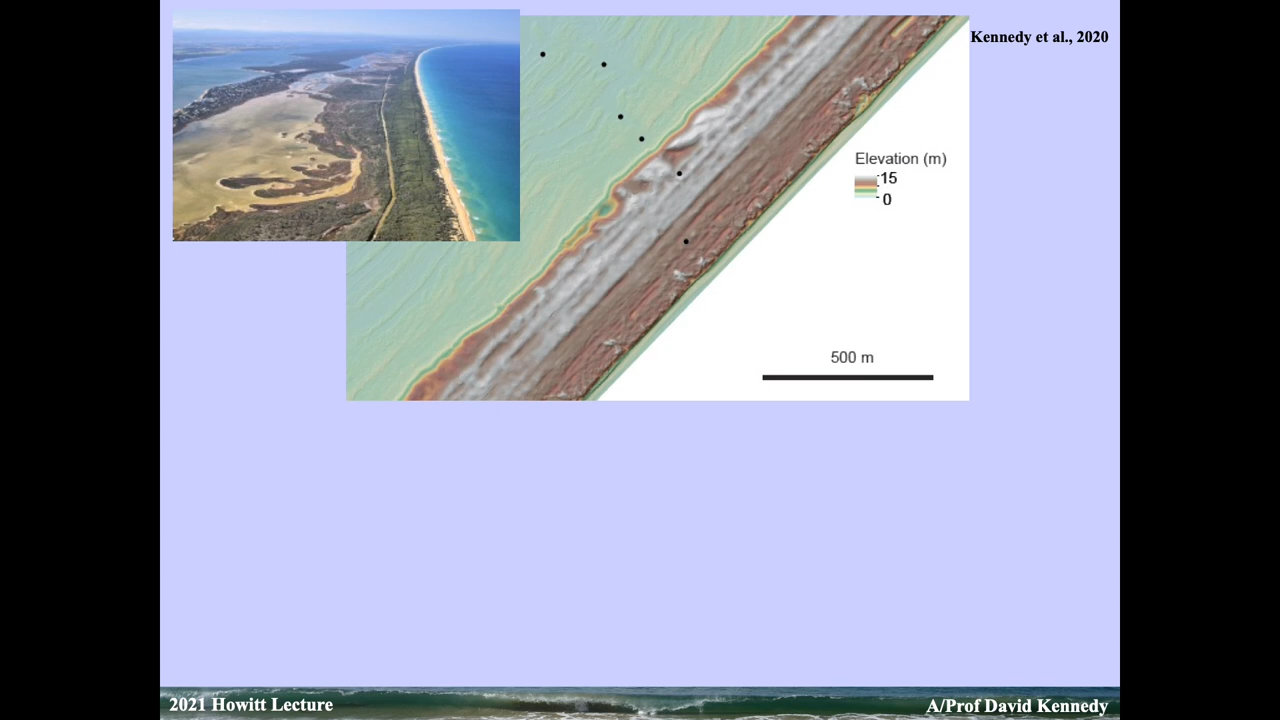 Kennedy et al., 2020
Elevation (m)
15
0
500 m
2021 Howitt Lecture
A/Prof David Kennedy